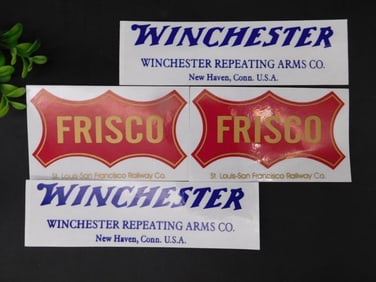 WINCHESTER
WINCHESTER REPEATING ARMS CO.
New Haven, Conn. U.S.A.
FRISCO
St. Louis-San Francisco Railway Co.
FRISCO
St. Louis-San Francisco Railway Co.
WINCHESTER
WINCHESTER REPEATING ARMS CO.
New Haven, Conn. U.S.A.